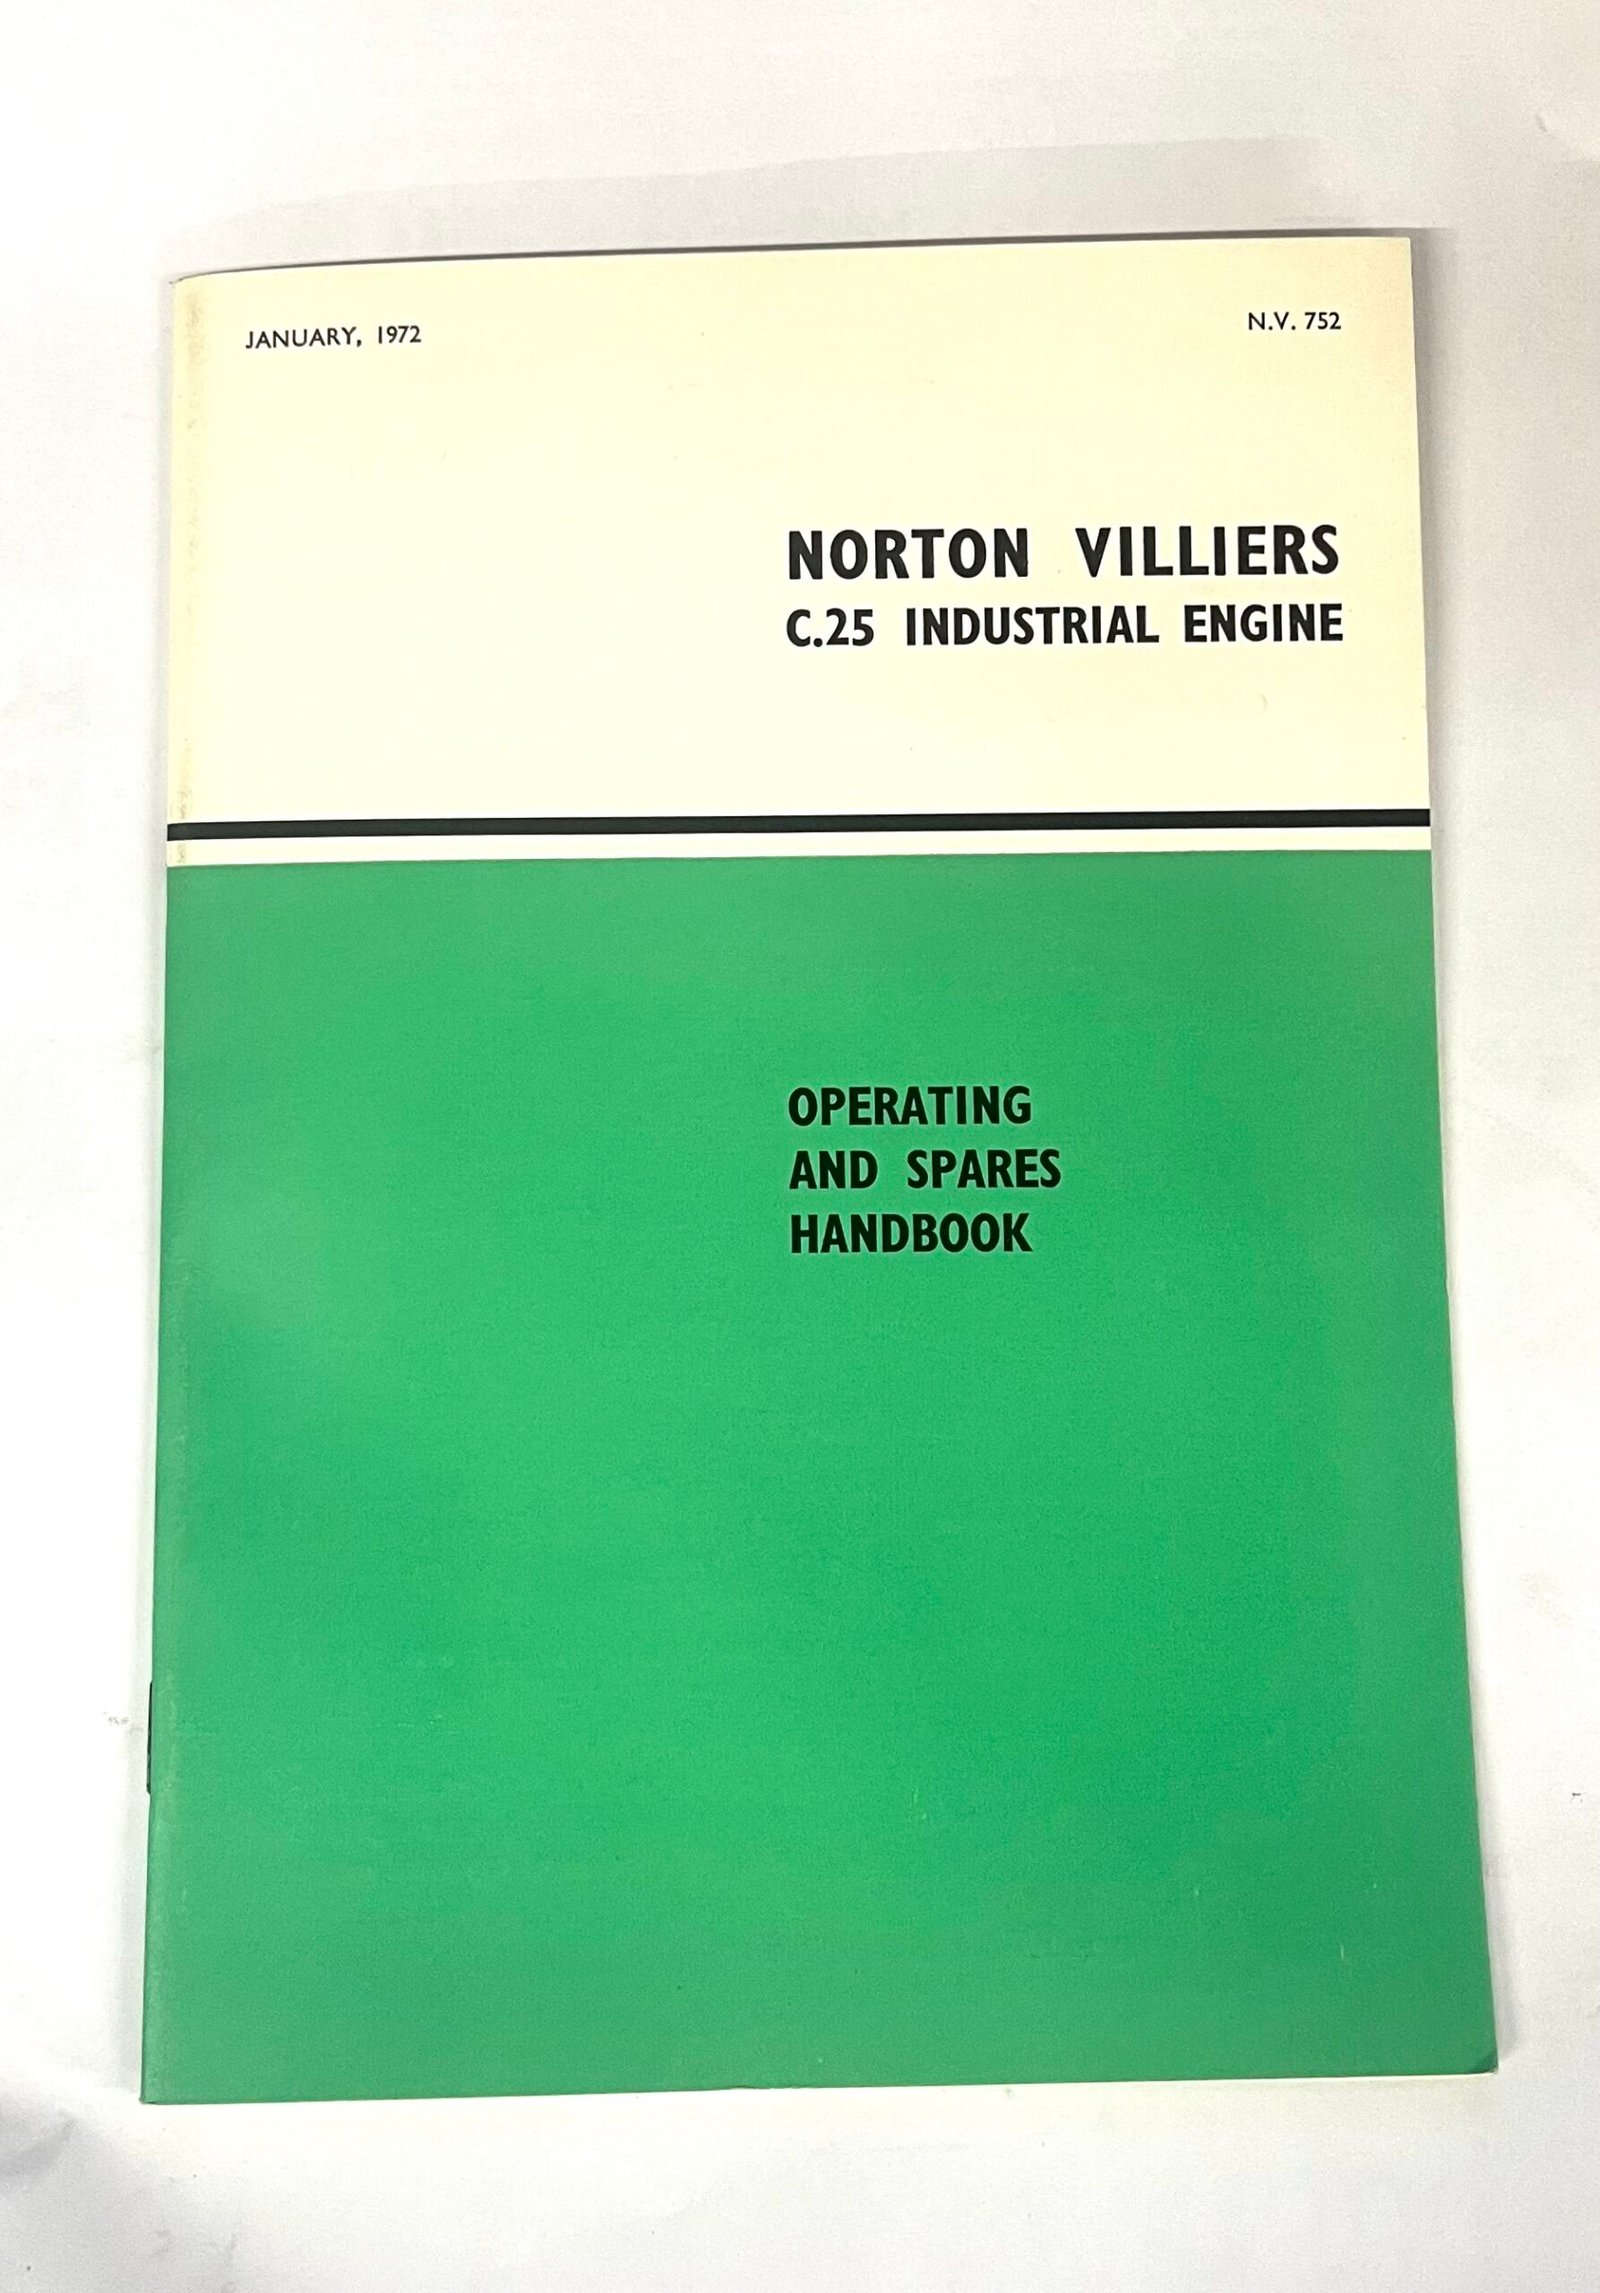 JANUARY, 1972
N.V. 752
NORTON VILLIERS
C.25 INDUSTRIAL ENGINE
OPERATING
AND SPARES
HANDBOOK